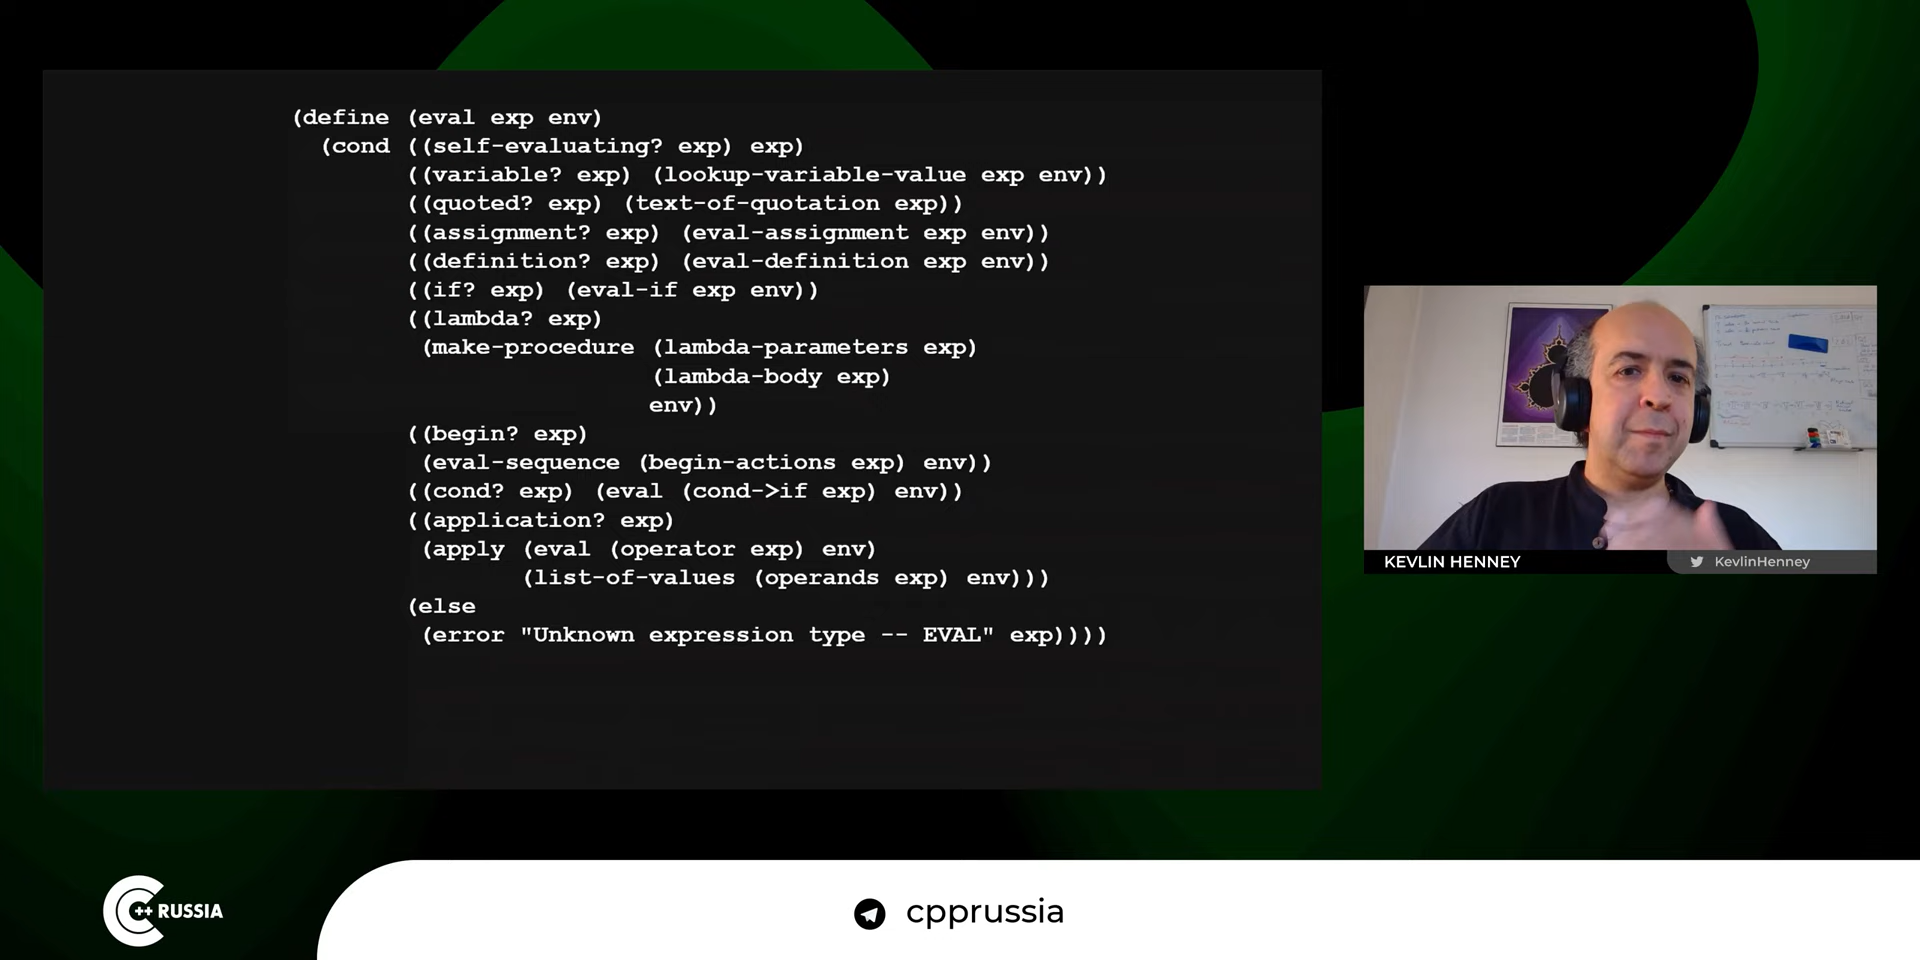 (define (eval exp env)
(cond ((self-evaluating? exp) exp)
((variable? exp) (lookup-variable-value exp env))
((quoted? exp) (text-of-quotation exp))
((assignment? exp) (eval-assignment exp env))
((definition? exp) (eval-definition exp env))
((if? exp) (eval-if exp env))
((lambda? exp)
(make-procedure (lambda-parameters exp)
(lambda-body exp)
env))
((begin? exp)
(eval-sequence (begin-actions exp) env))
((cond? exp) (eval (cond->if exp) env))
((application? exp)
(apply (eval (operator exp) env)
(list-of-values (operands exp) env)))
(else
(error "Unknown expression type -- EVAL" exp))))
KEVLIN HENNEY
KevlinHenney
C++ RUSSIA
cpprussia